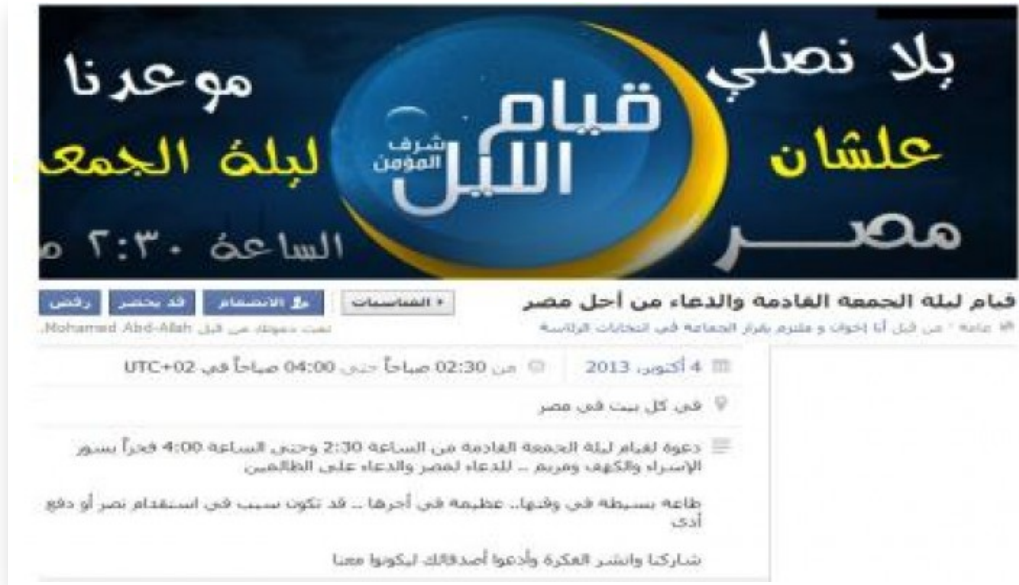 يلا نصلي
علشان
مصر
قيام
الليل
شرف
المؤمن
موعدنا
ليلة الجمعة
الساعة ٢:٣٠
قيام ليلة الجمعة القادمة والدعاء من أجل مصر
المناسبات
الانضمام
قد يحضر
رفض
عامة · من قبل أنا إخوان و ملتزم بقرار الجماعة في انتخابات الرئاسة
تمت دعوتك من قبل Mohamed Abd-Allah.
4 أكتوبر، 2013
من 02:30 صباحاً حتى 04:00 صباحاً في UTC+02
فى كل بيت فى مصر
دعوة لقيام ليلة الجمعة القادمة من الساعة 2:30 وحتى الساعة 4:00 فجراً بسور
الإسراء والكهف ومريم .. للدعاء لمصر والدعاء على الظالمين
طاعة بسيطة في وقتها.. عظيمة في أجرها .. قد تكون سبب في استقدام نصر أو دفع
أذى
شاركنا وانشر الفكرة وأدعوا أصدقائك ليكونوا معنا